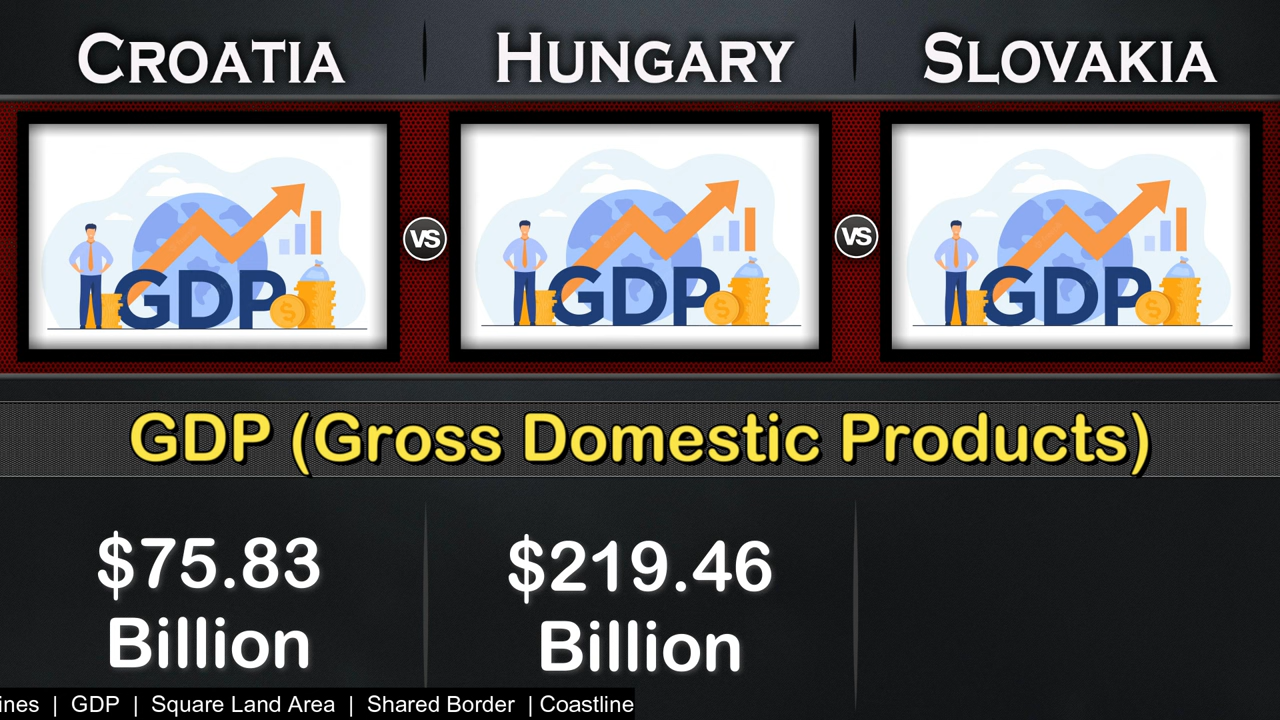 CROATIA
HUNGARY
SLOVAKIA
GDP
VS
GDP
VS
GDP
GDP (Gross Domestic Products)
$75.83
Billion
$219.46
Billion
ines | GDP | Square Land Area | Shared Border | Coastline